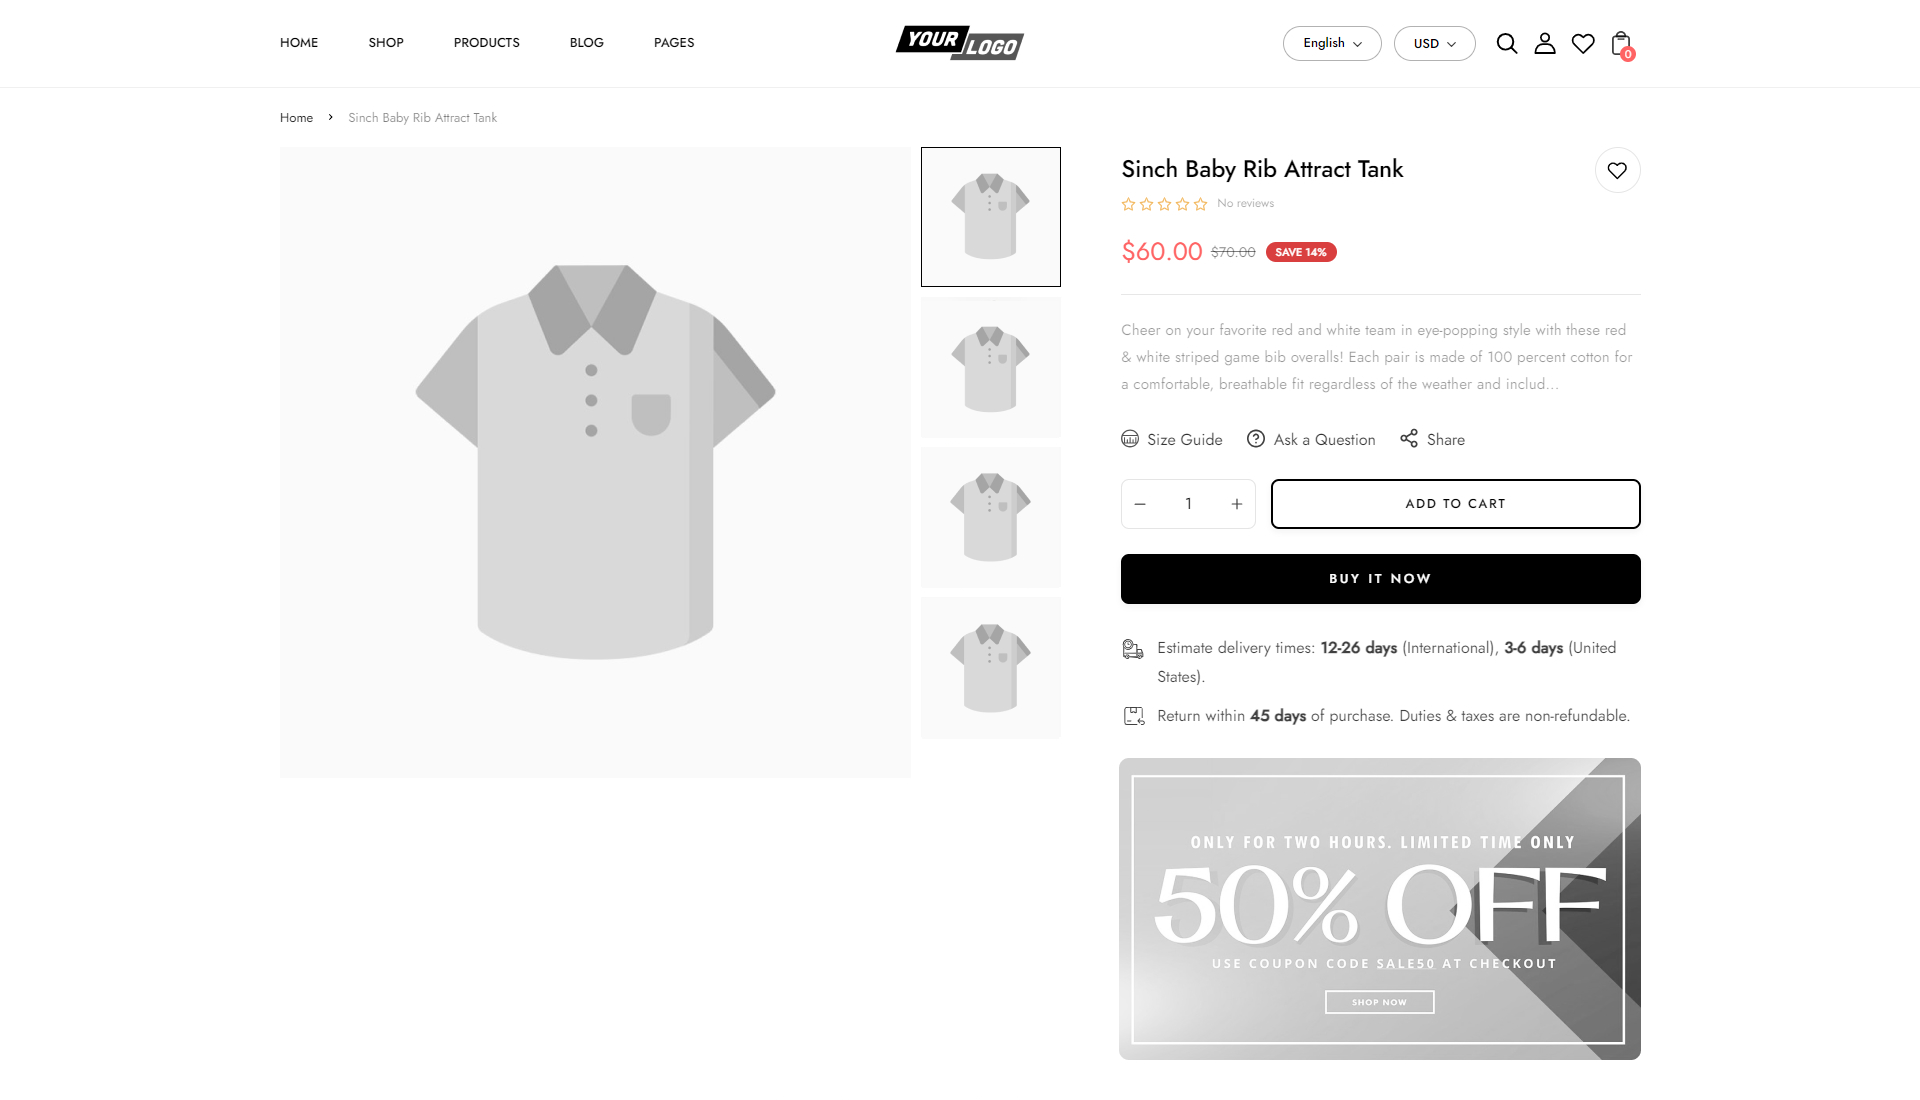 HOME
SHOP
PRODUCTS
BLOG
PAGES
YOUR
LOGO
English
USD
0
Home
Sinch Baby Rib Attract Tank
Sinch Baby Rib Attract Tank
No reviews
$60.00 $70.00 SAVE 14%
Cheer on your favorite red and white team in eye-popping style with these red
& white striped game bib overalls! Each pair is made of 100 percent cotton for
a comfortable, breathable fit regardless of the weather and includ...
Size Guide
Ask a Question
Share
1
ADD TO CART
BUY IT NOW
Estimate delivery times: 12-26 days (International), 3-6 days (United
States).
Return within 45 days of purchase. Duties & taxes are non-refundable.
ONLY FOR TWO HOURS. LIMITED TIME ONLY
50% OFF
USE COUPON CODE SALE50 AT CHECKOUT
SHOP NOW